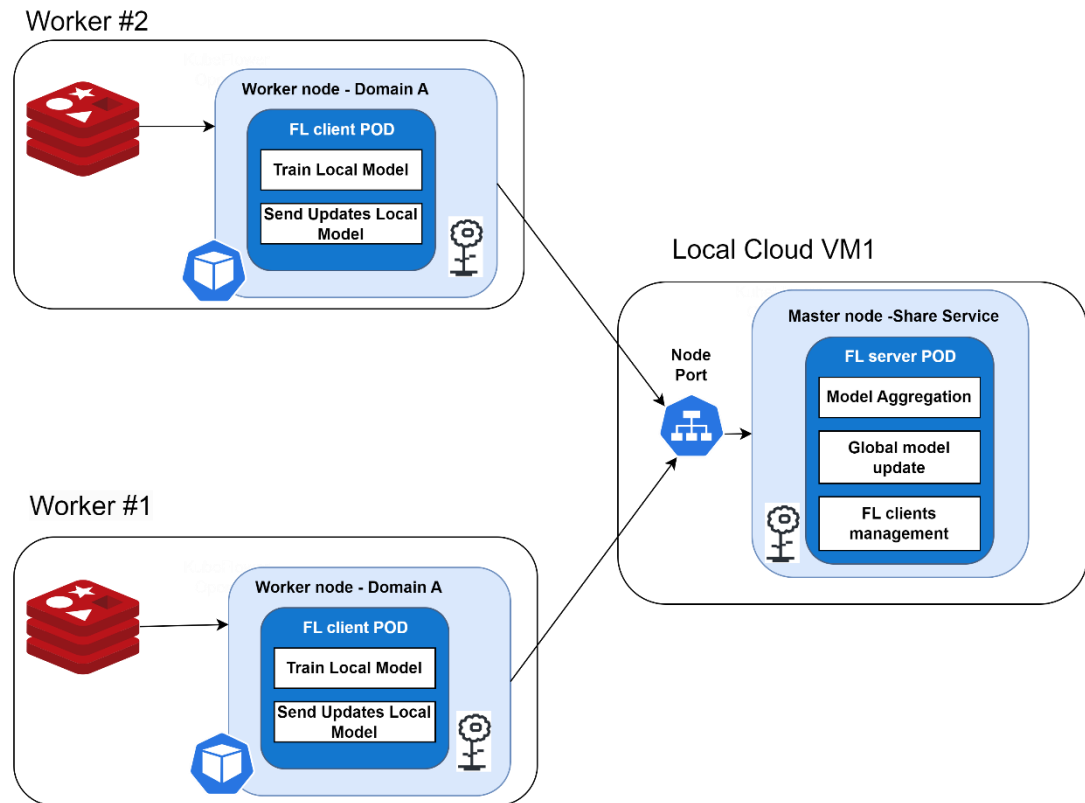 Worker #2
Worker node - Domain A
FL client POD
Train Local Model
Send Updates Local
Model
Local Cloud VM1
Master node -Share Service
Node
Port
FL server POD
Model Aggregation
Global model
update
FL clients
management
Worker #1
Worker node - Domain A
FL client POD
Train Local Model
Send Updates Local
Model